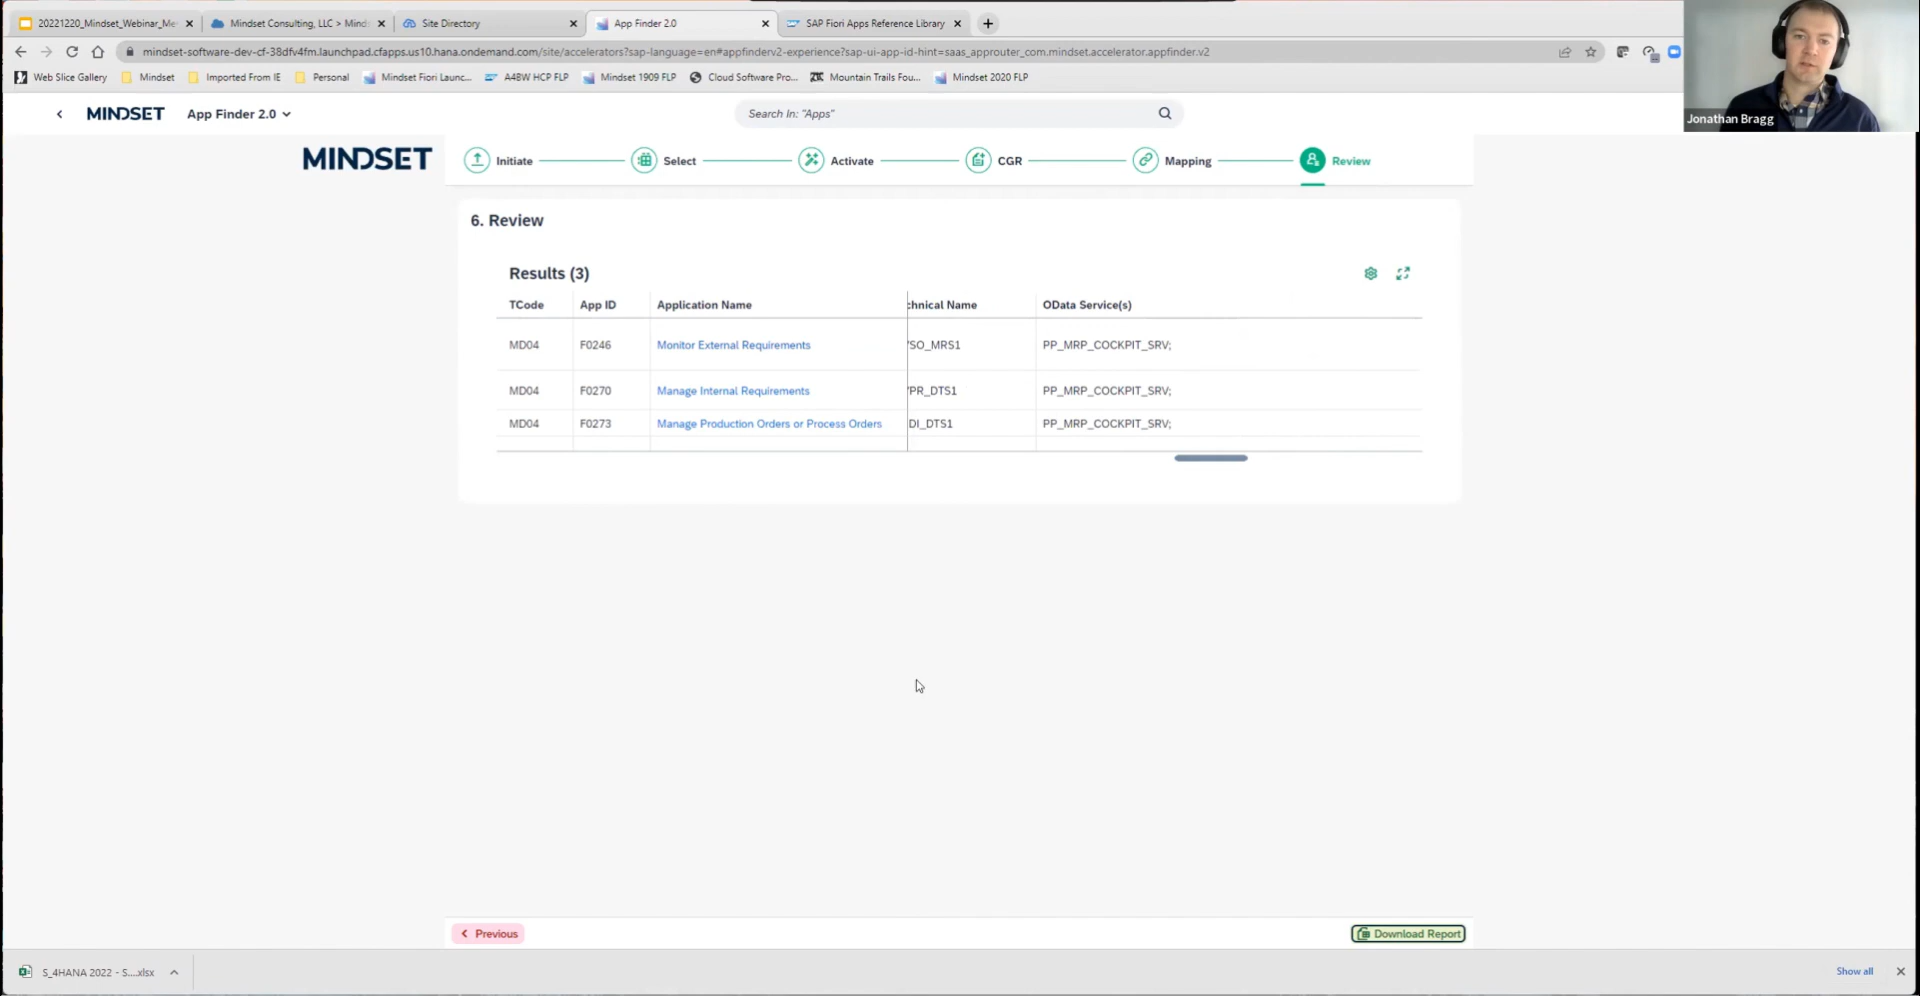 20221220_Mindset_Webinar_Me
Mindset Consulting, LLC > Mind
Site Directory
App Finder 2.0
SAP Fiori Apps Reference Library
mindset-software-dev-cf-38dfv4fm.launchpad.cfapps.us10.hana.ondemand.com/site/accelerators?sap-language=en#appfinderv2-experience?sap-ui-app-id-hint=saas_approuter_com.mindset.accelerator.appfinder.v2
Web Slice Gallery
Mindset
Imported From IE
Personal
Mindset Fiori Launc...
A4BW HCP FLP
Mindset 1909 FLP
Cloud Software Pro...
Mountain Trails Fou...
Mindset 2020 FLP
Jonathan Bragg
MINDSET
App Finder 2.0
Search In: "Apps"
MINDSET
Initiate
Select
Activate
CGR
Mapping
Review
6. Review
Results (3)
TCode App ID Application Name chnical Name OData Service(s)
MD04 F0246 Monitor External Requirements SO_MRS1 PP_MRP_COCKPIT_SRV;
MD04 F0270 Manage Internal Requirements PR_DTS1 PP_MRP_COCKPIT_SRV;
MD04 F0273 Manage Production Orders or Process Orders DI_DTS1 PP_MRP_COCKPIT_SRV;
Previous
Download Report
S_4HANA 2022 - S....xlsx
Show all